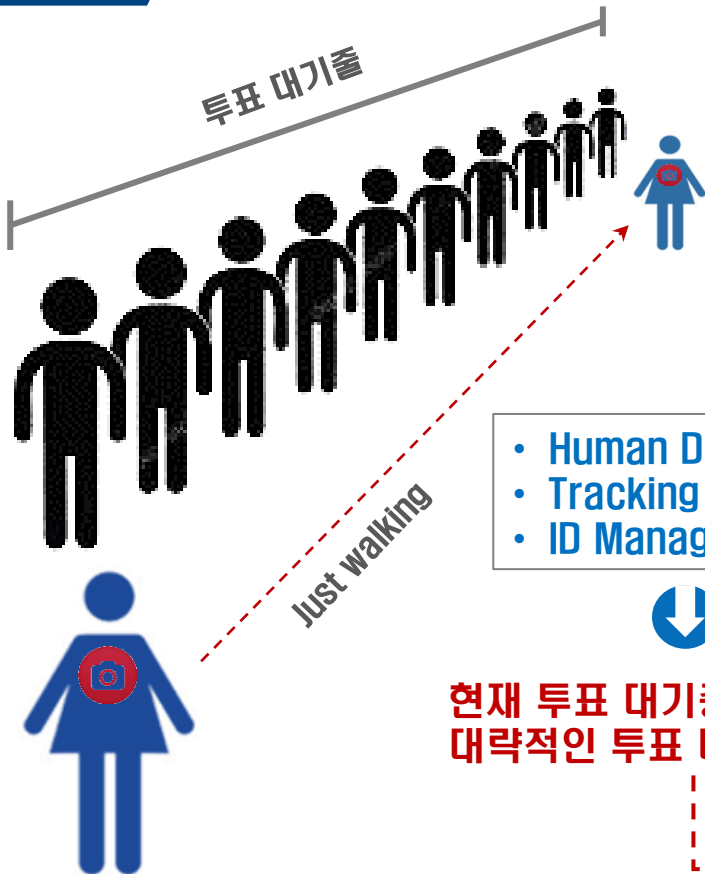 투표 대기줄
Just walking
• Human D
• Tracking
• ID Manag
현재 투표 대기
대략적인 투표